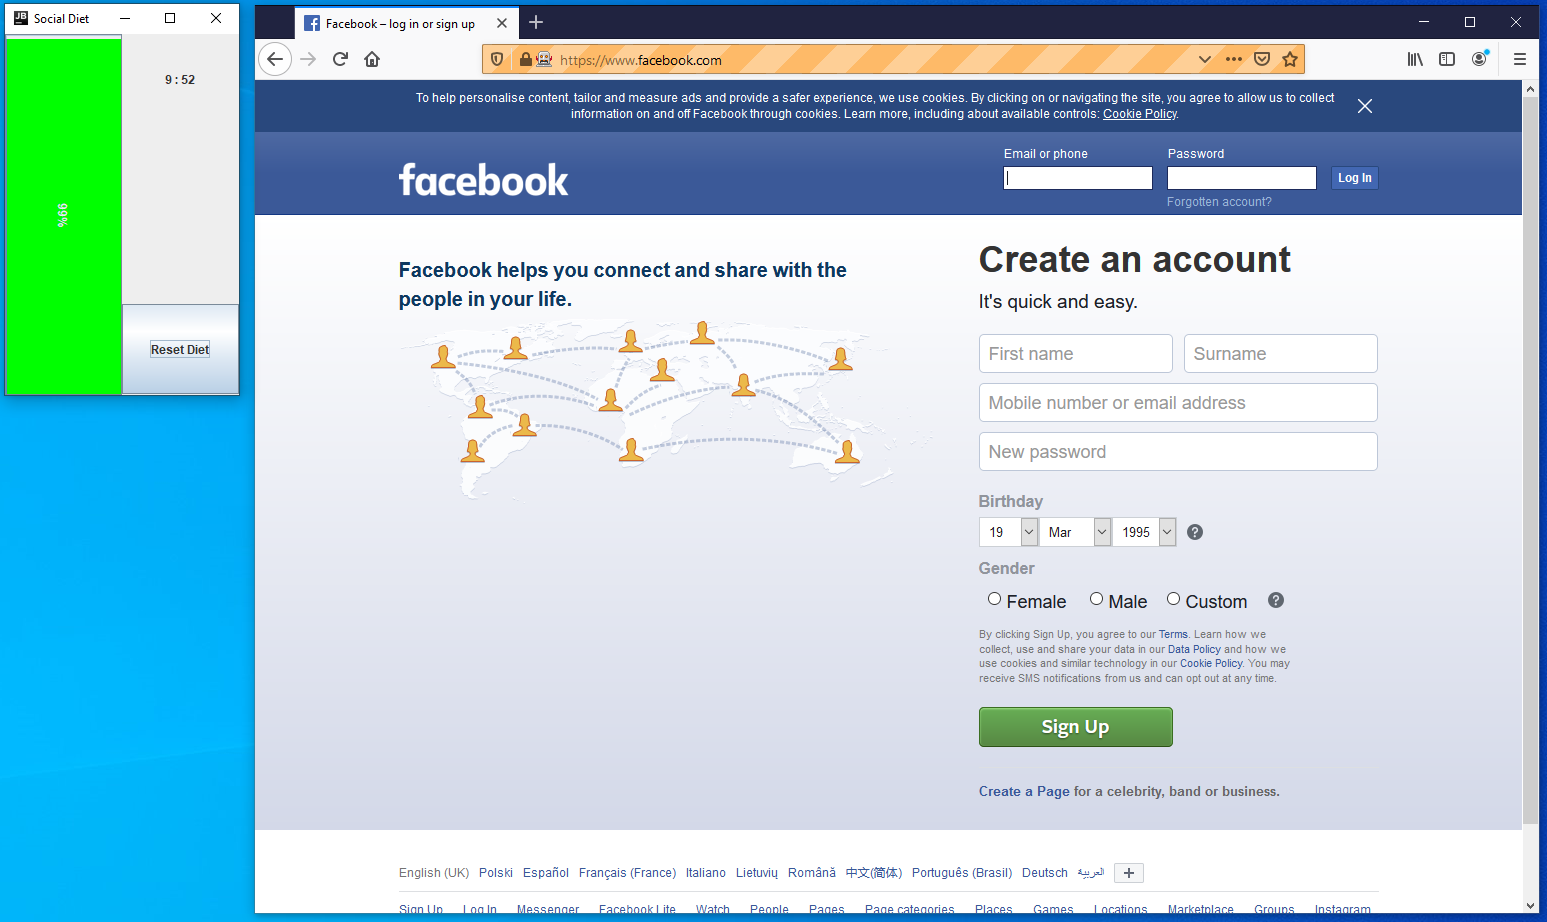 Social Diet
9 : 52
99%
Reset Diet
Facebook – log in or sign up
https://www.facebook.com
To help personalise content, tailor and measure ads and provide a safer experience, we use cookies. By clicking on or navigating the site, you agree to allow us to collect
information on and off Facebook through cookies. Learn more, including about available controls: Cookie Policy.
facebook
Email or phone
Password
Log In
Forgotten account?
Facebook helps you connect and share with the
people in your life.
Create an account
It's quick and easy.
First name
Surname
Mobile number or email address
New password
Birthday
19 Mar 1995
?
Gender
Female Male Custom
?
By clicking Sign Up, you agree to our Terms. Learn how we
collect, use and share your data in our Data Policy and how we
use cookies and similar technology in our Cookie Policy. You may
receive SMS notifications from us and can opt out at any time.
Sign Up
Create a Page for a celebrity, band or business.
English (UK) Polski Español Français (France) Italiano Lietuvių Română 中文(简体) Português (Brasil) Deutsch العربية +
Sign Up Log In Messenger Facebook Lite Watch People Pages Page categories Places Games Locations Marketplace Groups Instagram